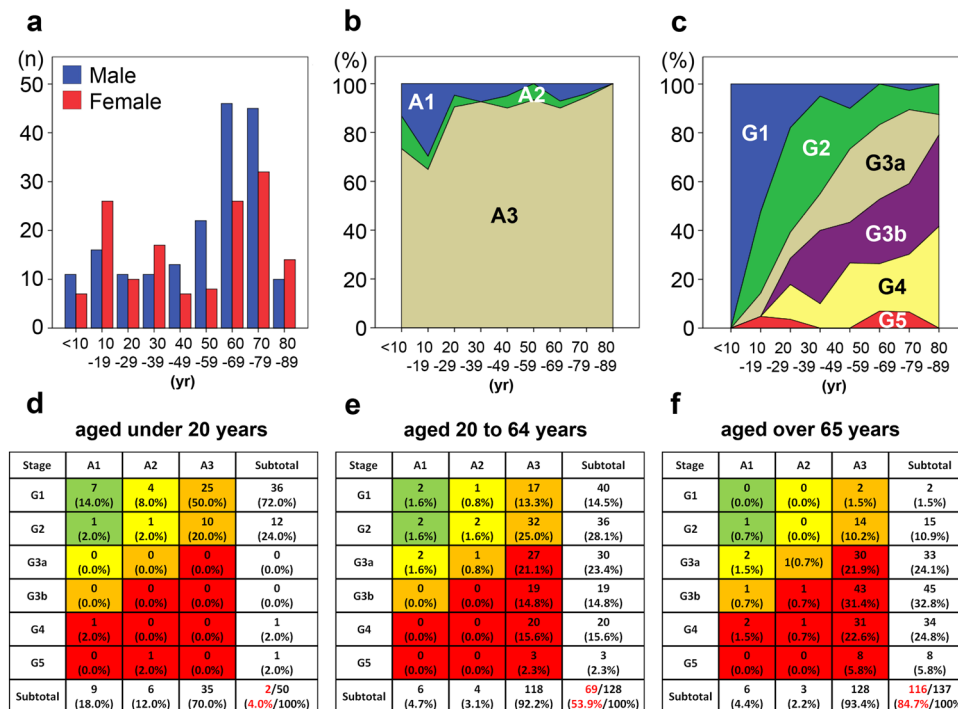 a
(n)
50
40
30
20
10
0
Male
Female
<10 10 20 30 40 50 60 70 80
-19 -29 -39 -49 -59 -69 -79 -89
(yr)
b
(%)
100
80
60
40
20
0
A1
A2
A3
<10 10 20 30 40 50 60 70 80
-19 -29 -39 -49 -59 -69 -79 -89
(yr)
c
(%)
100
80
60
40
20
0
G1
G2
G3a
G3b
G4
G5
<10 10 20 30 40 50 60 70 80
-19 -29 -39 -49 -59 -69 -79 -89
(yr)
d
aged under 20 years
Stage A1 A2 A3 Subtotal
G1 7 4 25 36
(14.0%) (8.0%) (50.0%) (72.0%)
G2 1 1 10 12
(2.0%) (2.0%) (20.0%) (24.0%)
G3a 0 0 0 0
(0.0%) (0.0%) (0.0%) (0.0%)
G3b 0 0 0 0
(0.0%) (0.0%) (0.0%) (0.0%)
G4 1 0 0 1
(2.0%) (0.0%) (0.0%) (2.0%)
G5 0 1 0 1
(0.0%) (2.0%) (0.0%) (2.0%)
Subtotal 9 6 35 2/50
(18.0%) (12.0%) (70.0%) (4.0%/100%)
e
aged 20 to 64 years
Stage A1 A2 A3 Subtotal
G1 2 1 17 40
(1.6%) (0.8%) (13.3%) (14.5%)
G2 2 2 32 36
(1.6%) (1.6%) (25.0%) (28.1%)
G3a 2 1 27 30
(1.6%) (0.8%) (21.1%) (23.4%)
G3b 0 0 19 19
(0.0%) (0.0%) (14.8%) (14.8%)
G4 0 0 20 20
(0.0%) (0.0%) (15.6%) (15.6%)
G5 0 0 3 3
(0.0%) (0.0%) (2.3%) (2.3%)
Subtotal 6 4 118 69/128
(4.7%) (3.1%) (92.2%) (53.9%/100%)
f
aged over 65 years
Stage A1 A2 A3 Subtotal
G1 0 0 2 2
(0.0%) (0.0%) (1.5%) (1.5%)
G2 1 0 14 15
(0.7%) (0.0%) (10.2%) (10.9%)
G3a 2 1(0.7%) 30 33
(1.5%) (21.9%) (24.1%)
G3b 1 1 43 45
(0.7%) (0.7%) (31.4%) (32.8%)
G4 2 1 31 34
(1.5%) (0.7%) (22.6%) (24.8%)
G5 0 0 8 8
(0.0%) (0.0%) (5.8%) (5.8%)
Subtotal 6 3 128 116/137
(4.4%) (2.2%) (93.4%) (84.7%/100%)